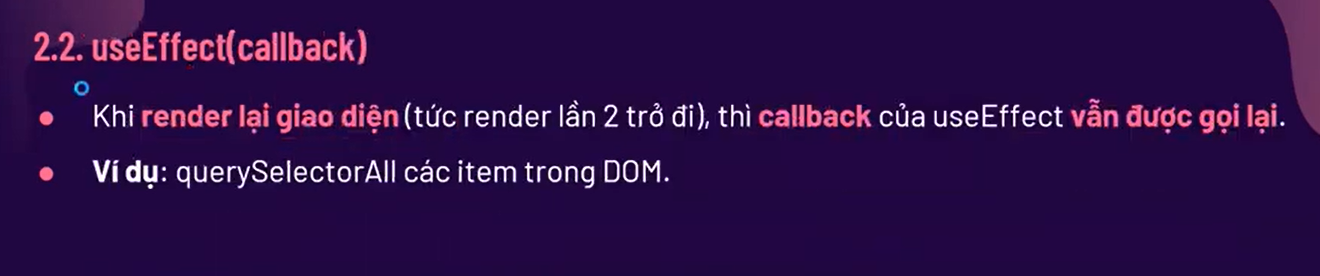 2.2. useEffect(callback)
Khi render lại giao diện (tức render lần 2 trở đi), thì callback của useEffect vẫn được gọi lại.
Ví dụ: querySelectorAll các item trong DOM.